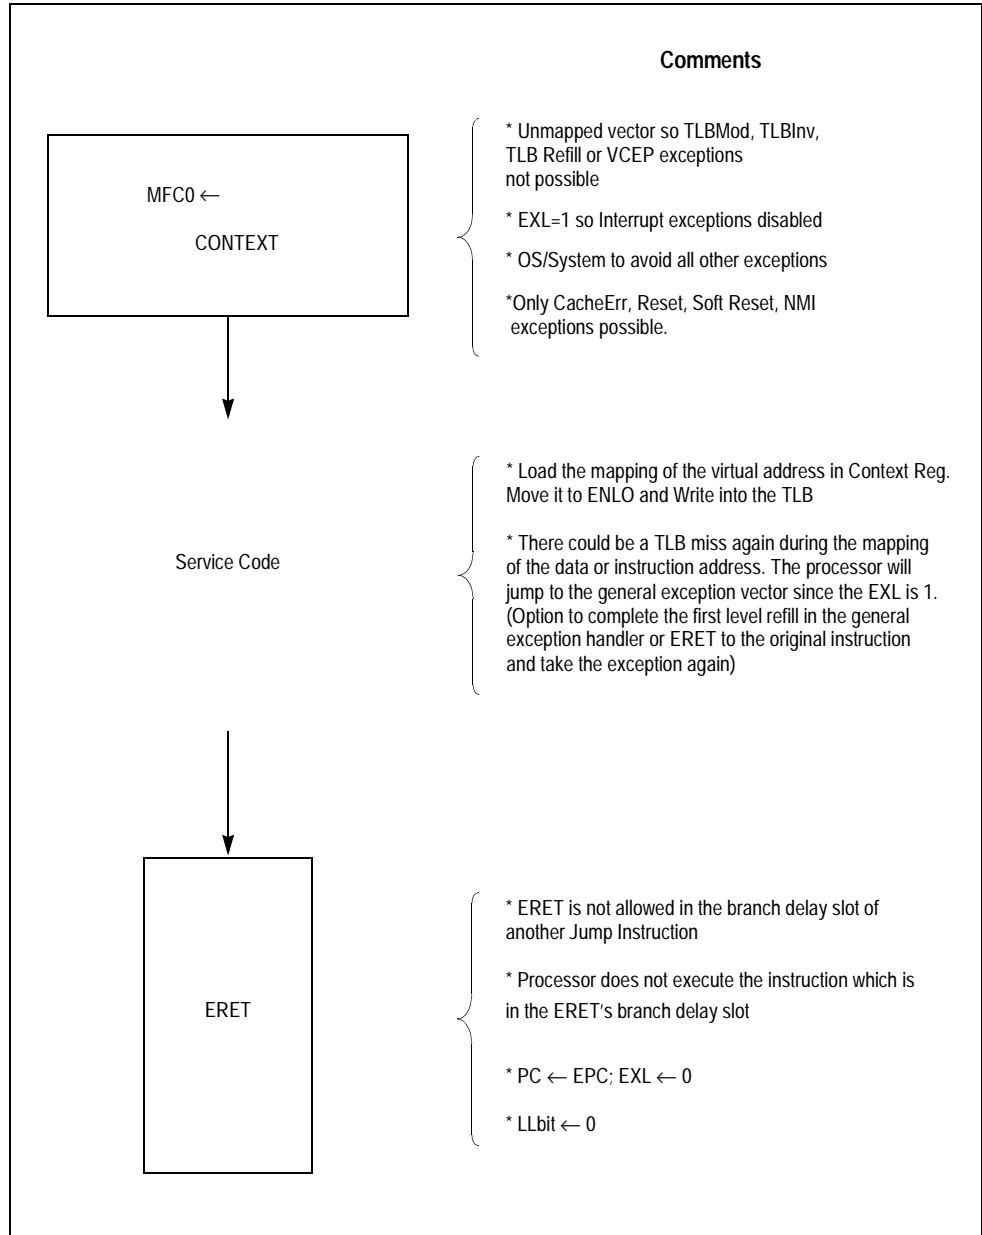 Comments
MFC0 ←
CONTEXT
* Unmapped vector so TLBMod, TLBInv,
TLB Refill or VCEP exceptions
not possible
* EXL=1 so Interrupt exceptions disabled
* OS/System to avoid all other exceptions
*Only CacheErr, Reset, Soft Reset, NMI
exceptions possible.
Service Code
* Load the mapping of the virtual address in Context Reg.
Move it to ENLO and Write into the TLB
* There could be a TLB miss again during the mapping
of the data or instruction address. The processor will
jump to the general exception vector since the EXL is 1.
(Option to complete the first level refill in the general
exception handler or ERET to the original instruction
and take the exception again)
ERET
* ERET is not allowed in the branch delay slot of
another Jump Instruction
* Processor does not execute the instruction which is
in the ERET's branch delay slot
* PC ← EPC; EXL ← 0
* LLbit ← 0